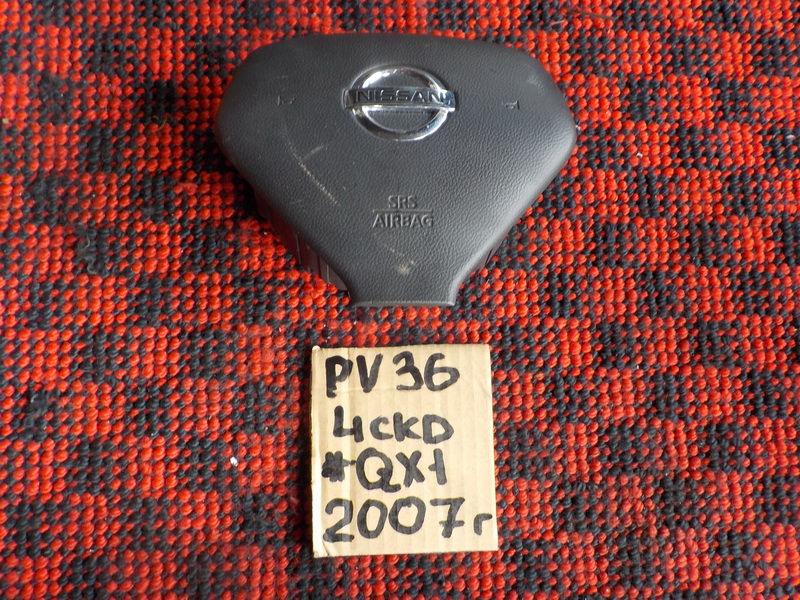 NISSAN
SRS
AIRBAG
PV36
4CKD
*QX1
2007г